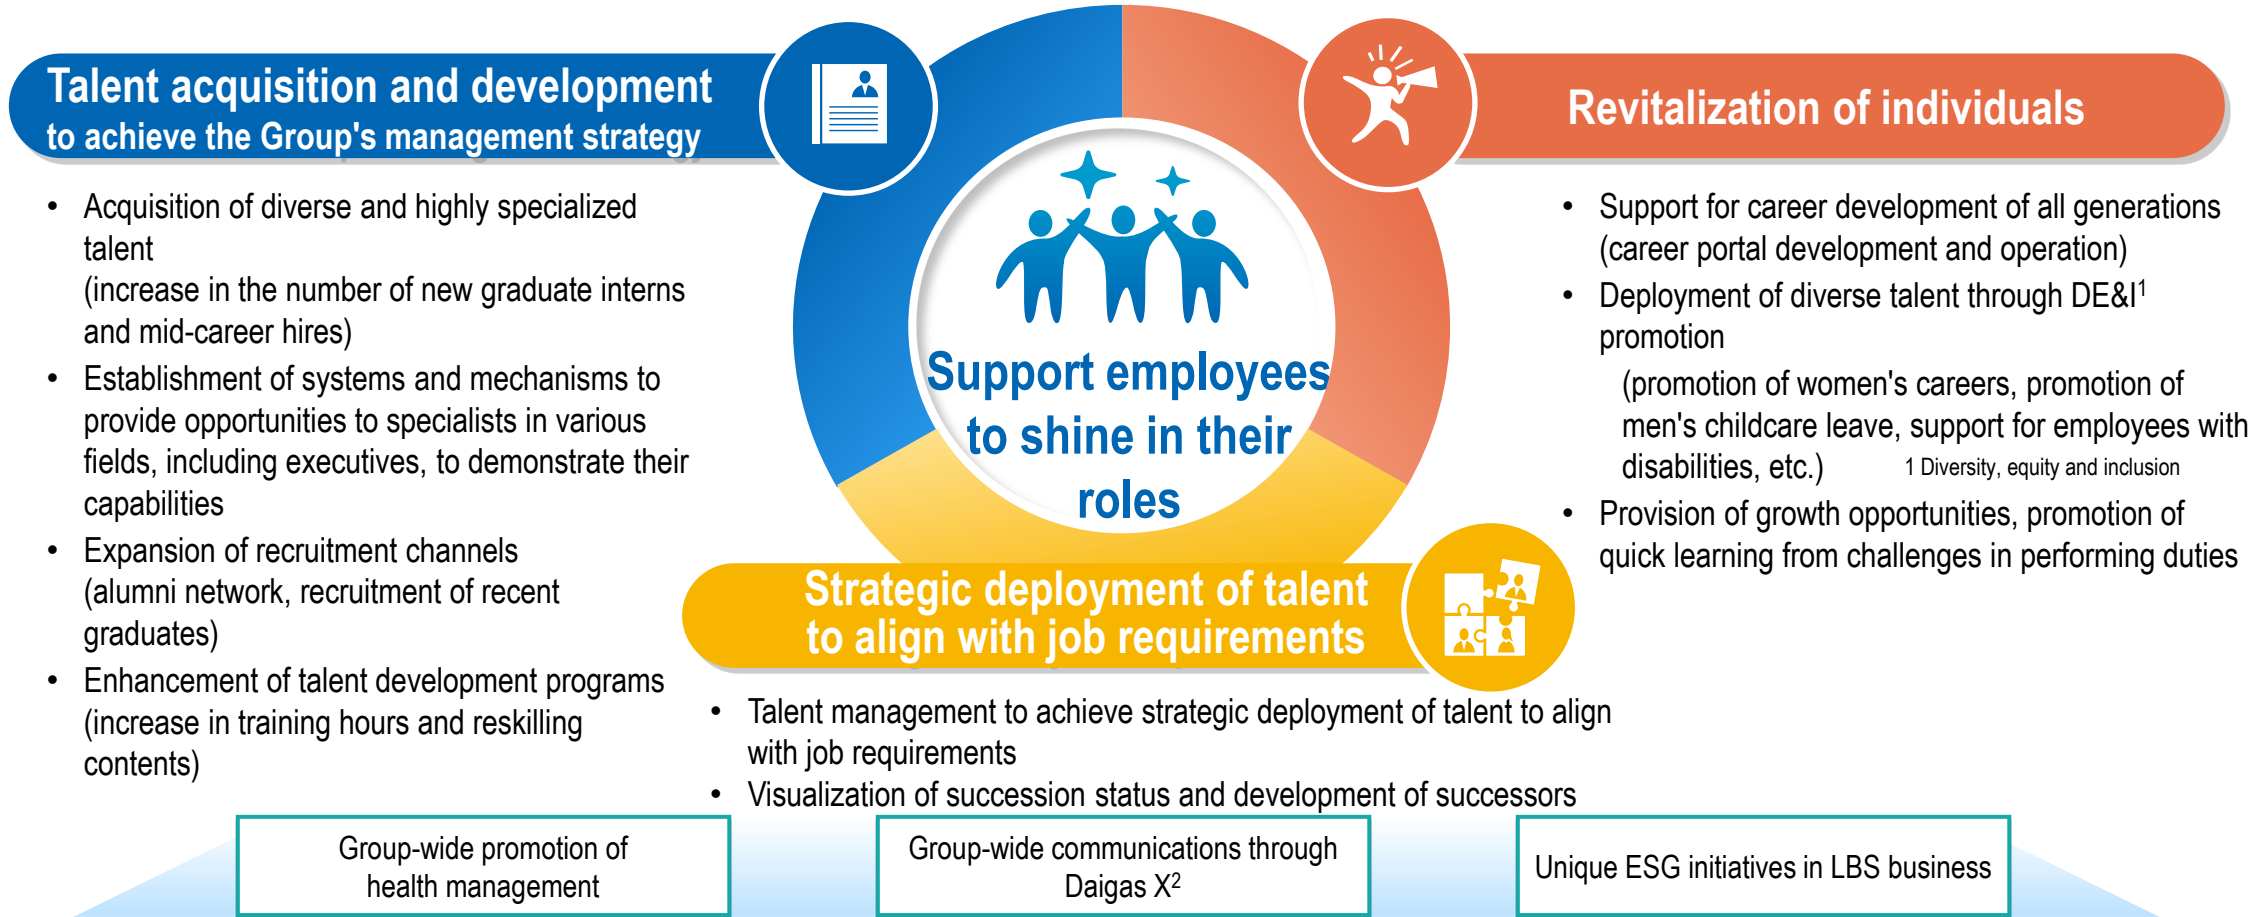 Talent acquisition and development
to achieve the Group's management strategy
• Acquisition of diverse and highly specialized
talent
(increase in the number of new graduate interns
and mid-career hires)
• Establishment of systems and mechanisms to
provide opportunities to specialists in various
fields, including executives, to demonstrate their
capabilities
• Expansion of recruitment channels
(alumni network, recruitment of recent
graduates)
• Enhancement of talent development programs
(increase in training hours and reskilling
contents)
Support employees
to shine in their
roles
Revitalization of individuals
• Support for career development of all generations
(career portal development and operation)
• Deployment of diverse talent through DE&I¹
promotion
(promotion of women's careers, promotion of
men's childcare leave, support for employees with
disabilities, etc.)
1 Diversity, equity and inclusion
• Provision of growth opportunities, promotion of
quick learning from challenges in performing duties
Strategic deployment of talent
to align with job requirements
• Talent management to achieve strategic deployment of talent to align
with job requirements
• Visualization of succession status and development of successors
Group-wide promotion of
health management
Group-wide communications through
Daigas X²
Unique ESG initiatives in LBS business